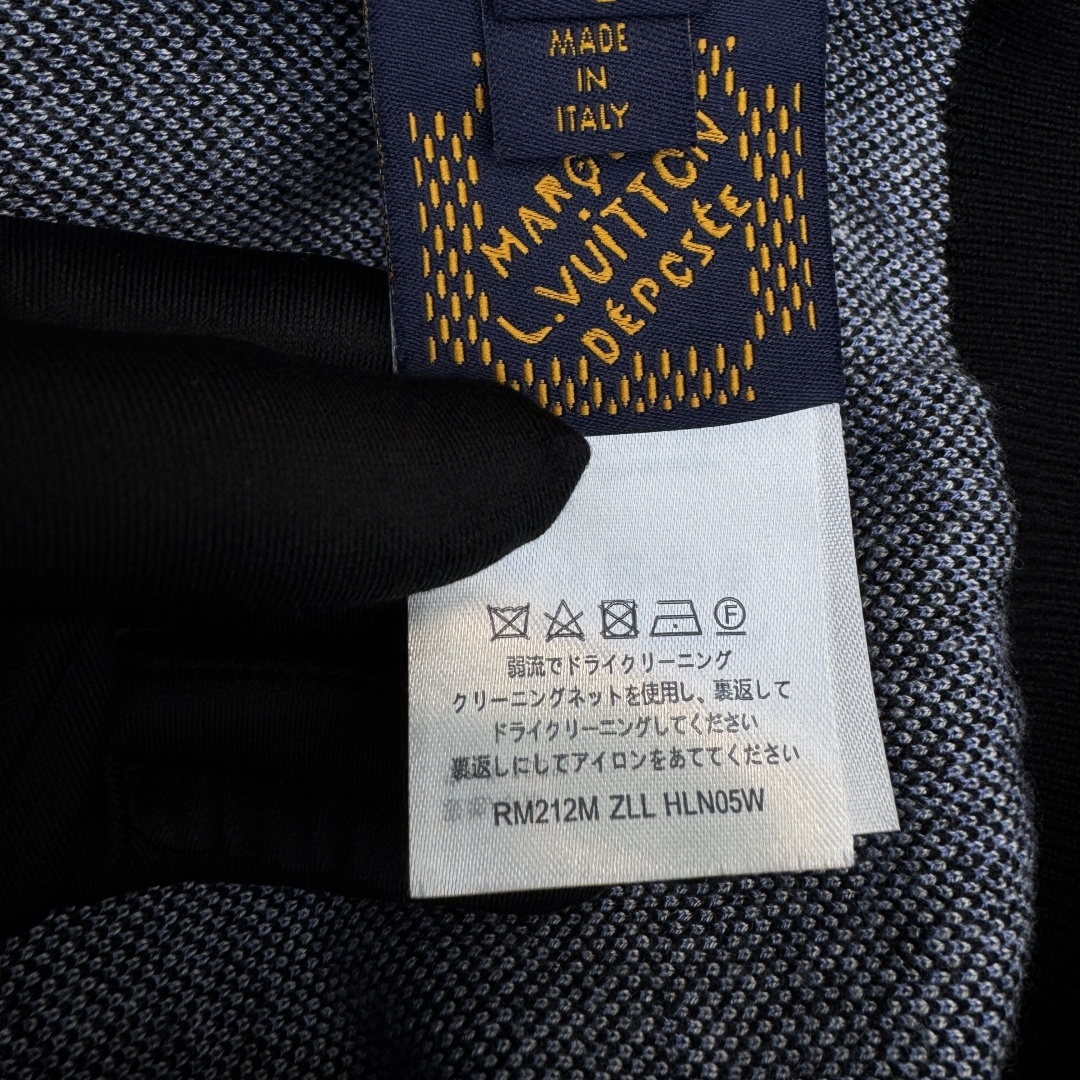 MADE
IN
ITALY
L.VUITTON
DÉPOSÉE
Ⓕ
弱流でドライクリーニング
クリーニングネットを使用し、裏返して
ドライクリーニングしてください
裏返しにしてアイロンをあててください
RM212M ZLL HLN05W